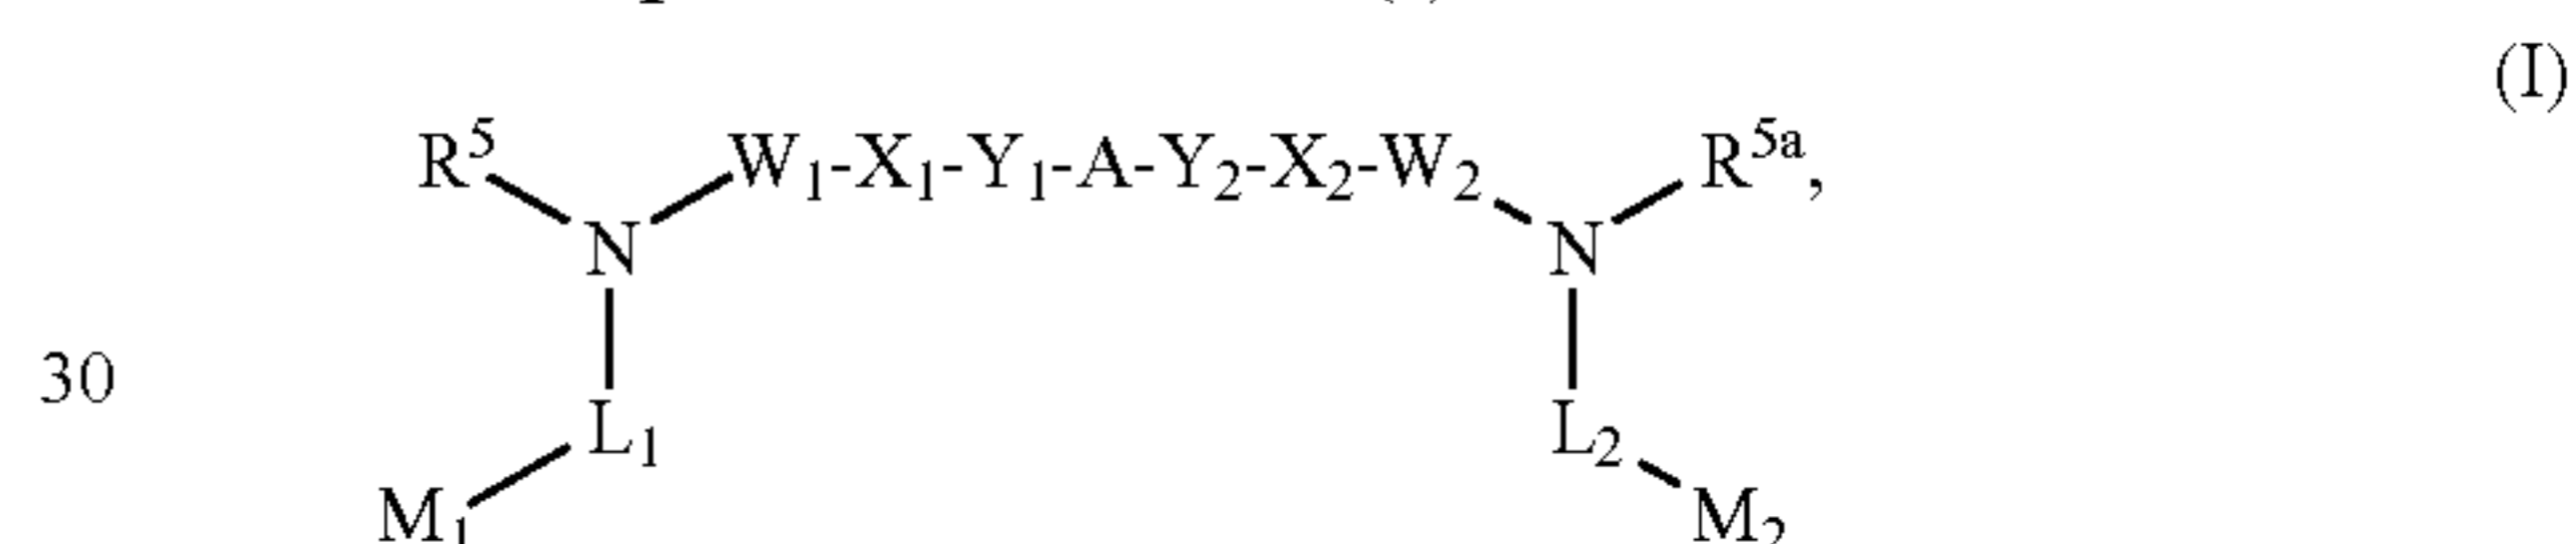 (I)
R⁵ W₁-X₁-Y₁-A-Y₂-X₂-W₂ R⁵ᵃ,
N N
30
L₁ L₂
M₁ M₂